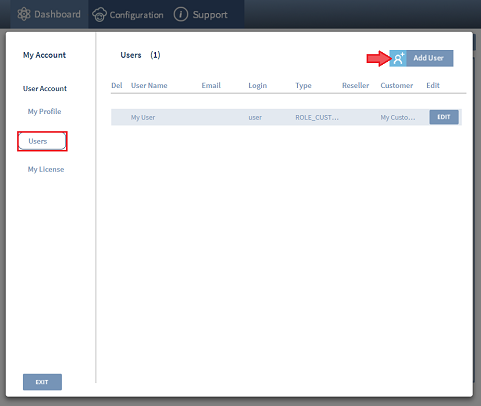 Dashboard Configuration Support
My Account
User Account
My Profile
Users
My License
EXIT
Users (1)
Add User
Del User Name Email Login Type Reseller Customer Edit
My User user ROLE_CUST... My Custo... EDIT